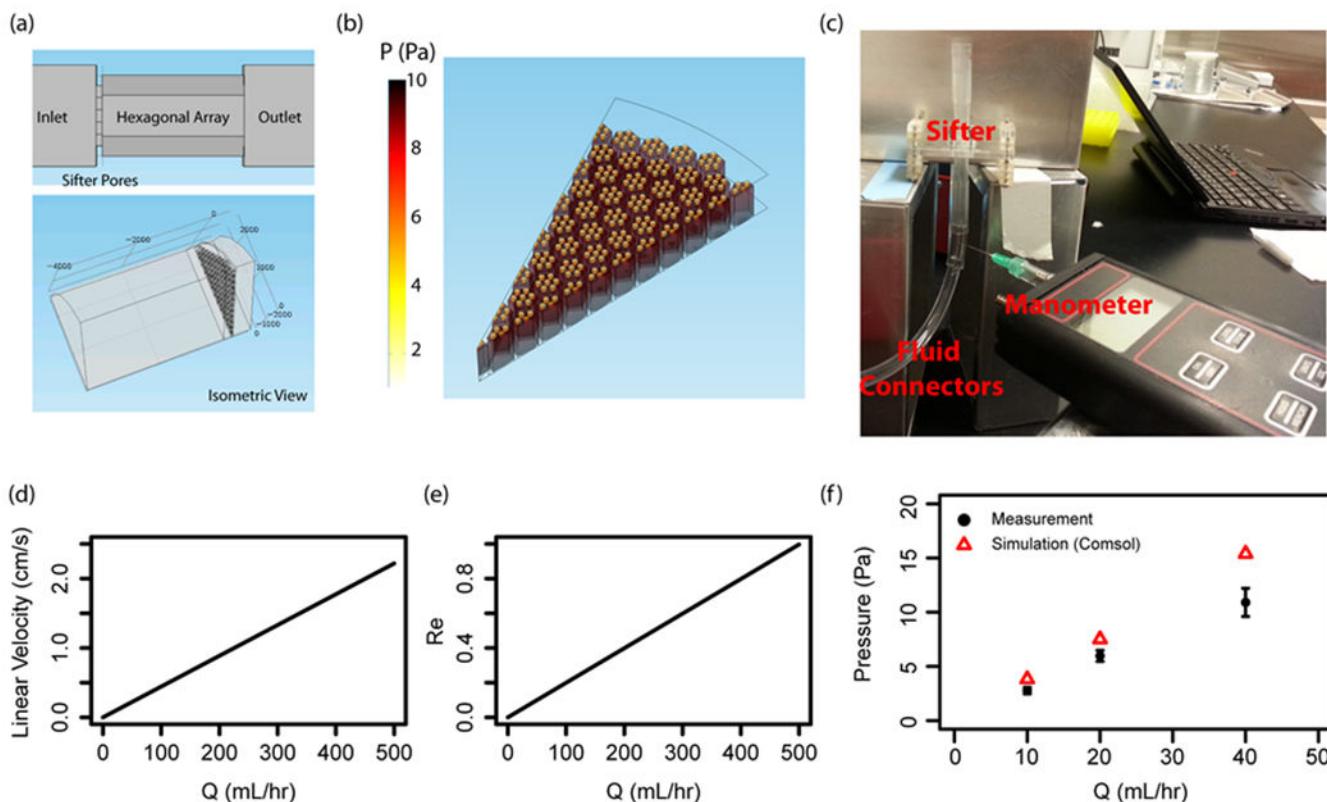 (a)
Inlet
Hexagonal Array
Outlet
Sifter Pores
0
−2000
−4000
2000
1000
0
−2000
−1000
0
Isometric View
(b)
P (Pa)
10
8
6
4
2
(c)
Sifter
Manometer
Fluid
Connectors
(d)
Linear Velocity (cm/s)
2.0
1.0
0.0
0 100 200 300 400 500
Q (mL/hr)
(e)
Re
0.8
0.4
0.0
0 100 200 300 400 500
Q (mL/hr)
(f)
Pressure (Pa)
20
15
10
5
0
Measurement
Simulation (Comsol)
0 10 20 30 40 50
Q (mL/hr)